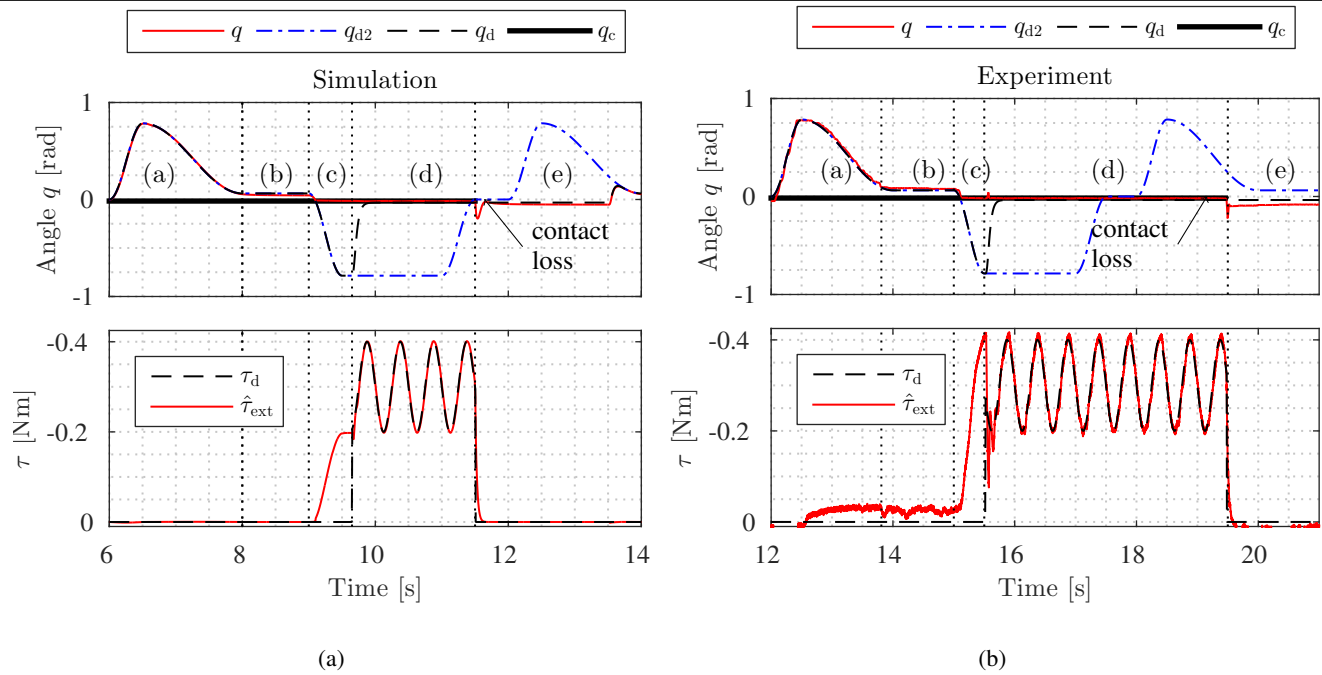 q q_d2 q_d q_c
Simulation
Angle q [rad]
1
0
-1
(a) (b) (c) (d) (e)
contact
loss
τ [Nm]
-0.4
-0.2
0
τ_d
τ̂_ext
6 8 10 12 14
Time [s]
(a)
q q_d2 q_d q_c
Experiment
Angle q [rad]
1
0
-1
(a) (b) (c) (d) (e)
contact
loss
τ [Nm]
-0.4
-0.2
0
τ_d
τ̂_ext
12 14 16 18 20
Time [s]
(b)